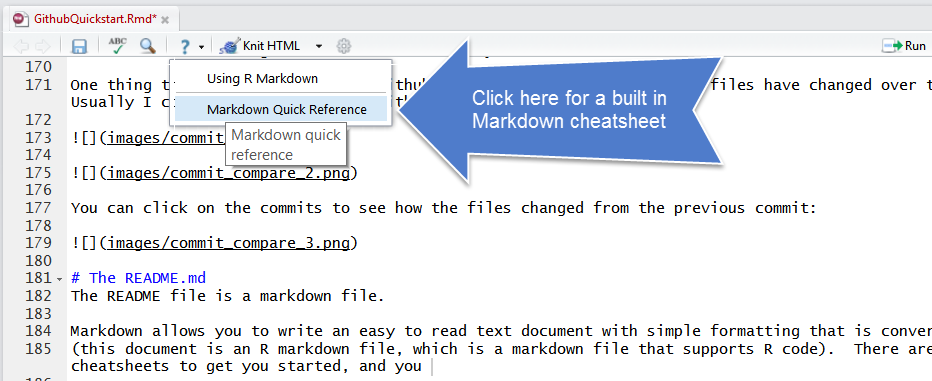 GithubQuickstart.Rmd*
ABC
? Knit HTML Run
170
171 One thing t thub files have changed over t
Usually I c th
Using R Markdown
Markdown Quick Reference
Markdown quick
reference
Click here for a built in
Markdown cheatsheet
172
173 ![](images/commit_
174
175 ![](images/commit_compare_2.png)
176
177 You can click on the commits to see how the files changed from the previous commit:
178
179 ![](images/commit_compare_3.png)
180
181 # The README.md
182 The README file is a markdown file.
183
184 Markdown allows you to write an easy to read text document with simple formatting that is conver
185 (this document is an R markdown file, which is a markdown file that supports R code).  There are
cheatsheets to get you started, and you
186